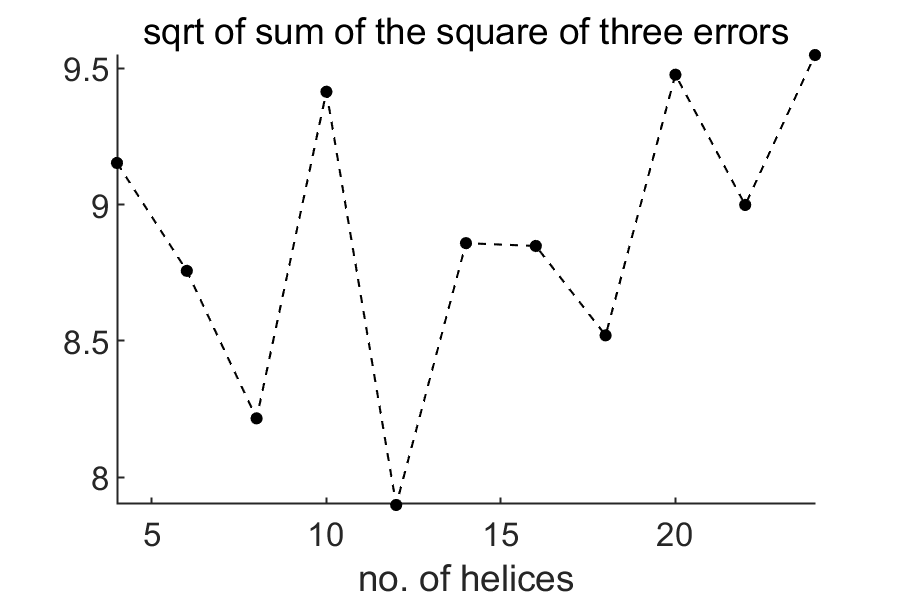 sqrt of sum of the square of three errors
9.5
9
8.5
8
5 10 15 20
no. of helices